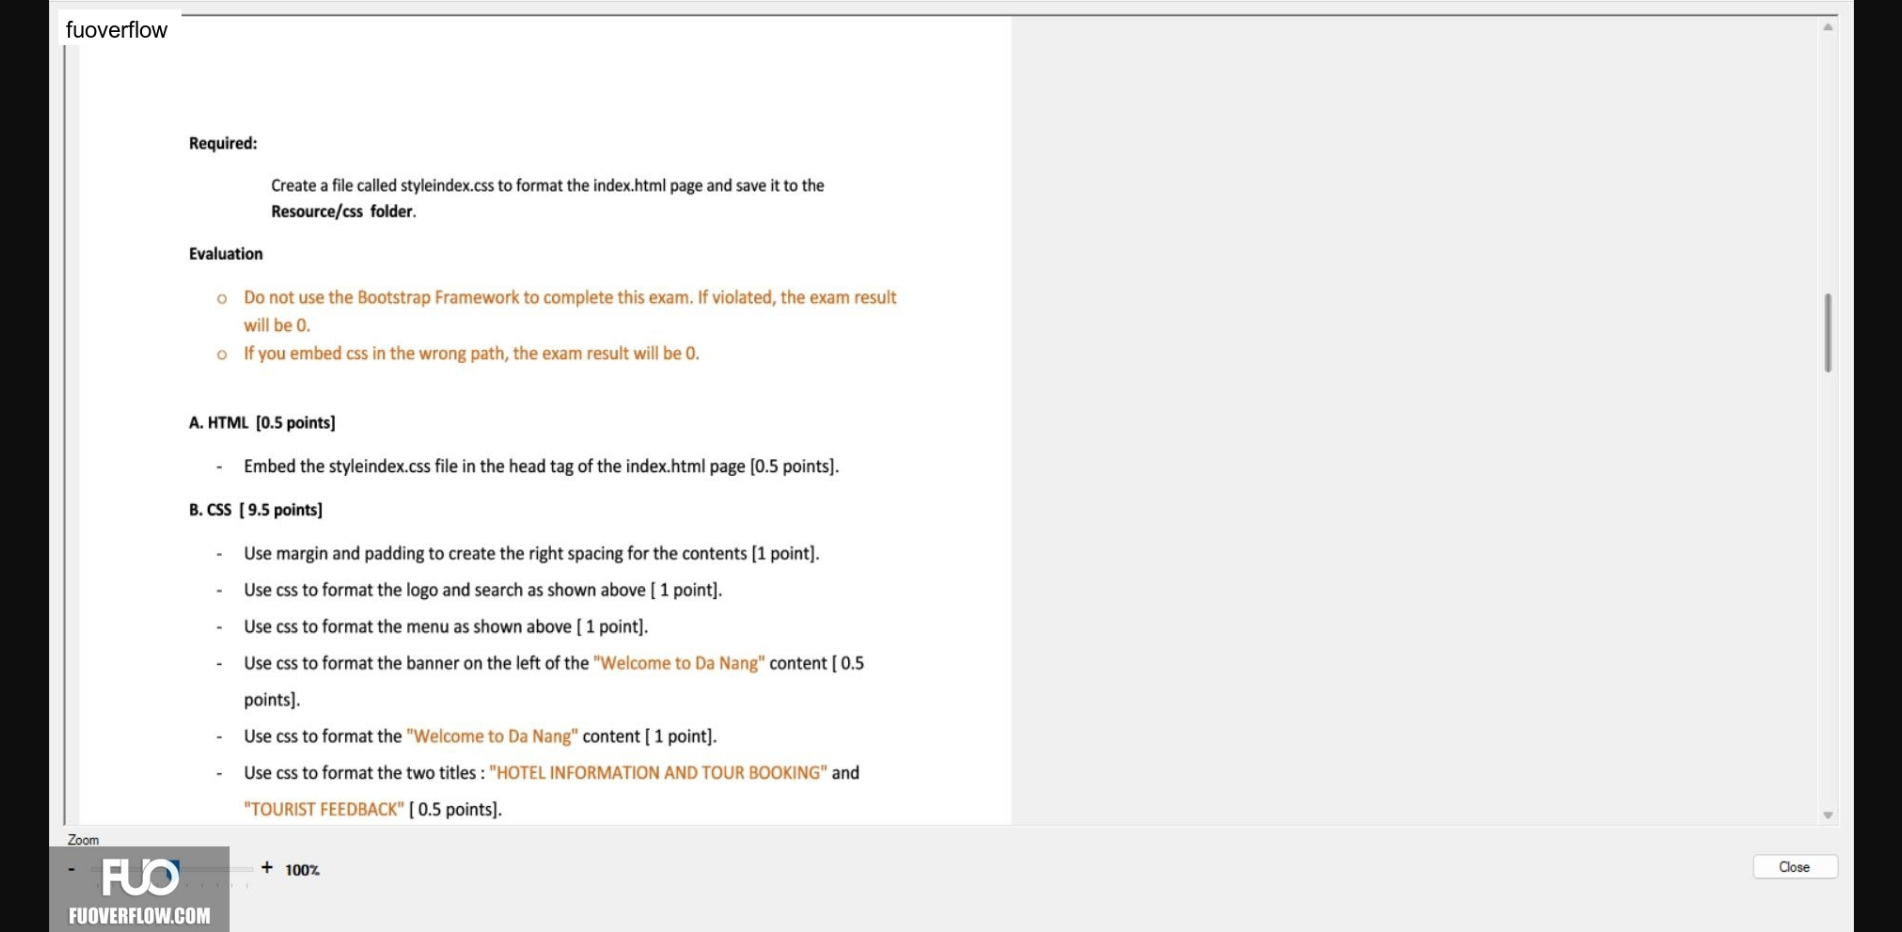 fuoverflow
Required:
Create a file called styleindex.css to format the index.html page and save it to the
Resource/css folder.
Evaluation
o Do not use the Bootstrap Framework to complete this exam. If violated, the exam result
will be 0.
o If you embed css in the wrong path, the exam result will be 0.
A. HTML [0.5 points]
- Embed the styleindex.css file in the head tag of the index.html page [0.5 points].
B. CSS [ 9.5 points]
- Use margin and padding to create the right spacing for the contents [1 point].
- Use css to format the logo and search as shown above [ 1 point].
- Use css to format the menu as shown above [ 1 point].
- Use css to format the banner on the left of the "Welcome to Da Nang" content [ 0.5
points].
- Use css to format the "Welcome to Da Nang" content [ 1 point].
- Use css to format the two titles : "HOTEL INFORMATION AND TOUR BOOKING" and
"TOURIST FEEDBACK" [ 0.5 points].
Zoom
- + 100%
Close
FUO
FUOVERFLOW.COM